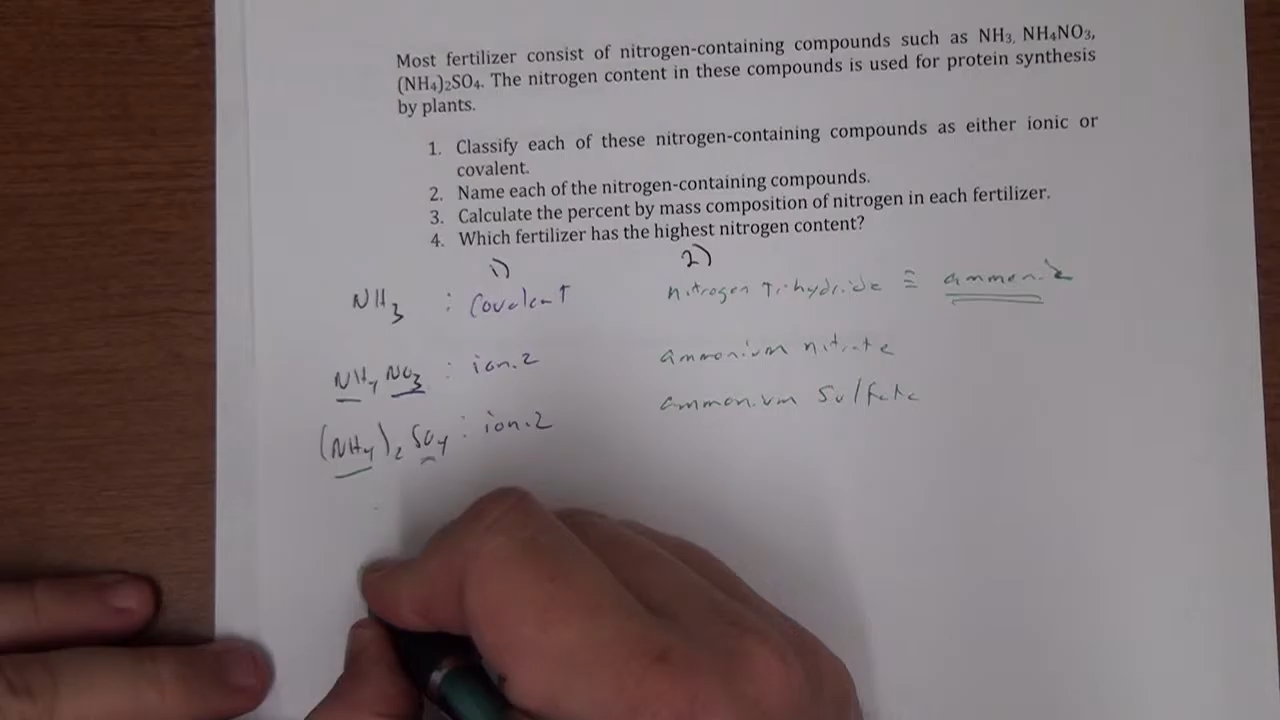 Most fertilizer consist of nitrogen-containing compounds such as NH3, NH4NO3,
(NH4)2SO4. The nitrogen content in these compounds is used for protein synthesis
by plants.
1. Classify each of these nitrogen-containing compounds as either ionic or
covalent.
2. Name each of the nitrogen-containing compounds.
3. Calculate the percent by mass composition of nitrogen in each fertilizer.
4. Which fertilizer has the highest nitrogen content?
1) 2)
NH3 : Covalent nitrogen trihydride ≡ ammonia
NH4NO3 : ionic ammonium nitrate
(NH4)2SO4 : ionic ammonium sulfate